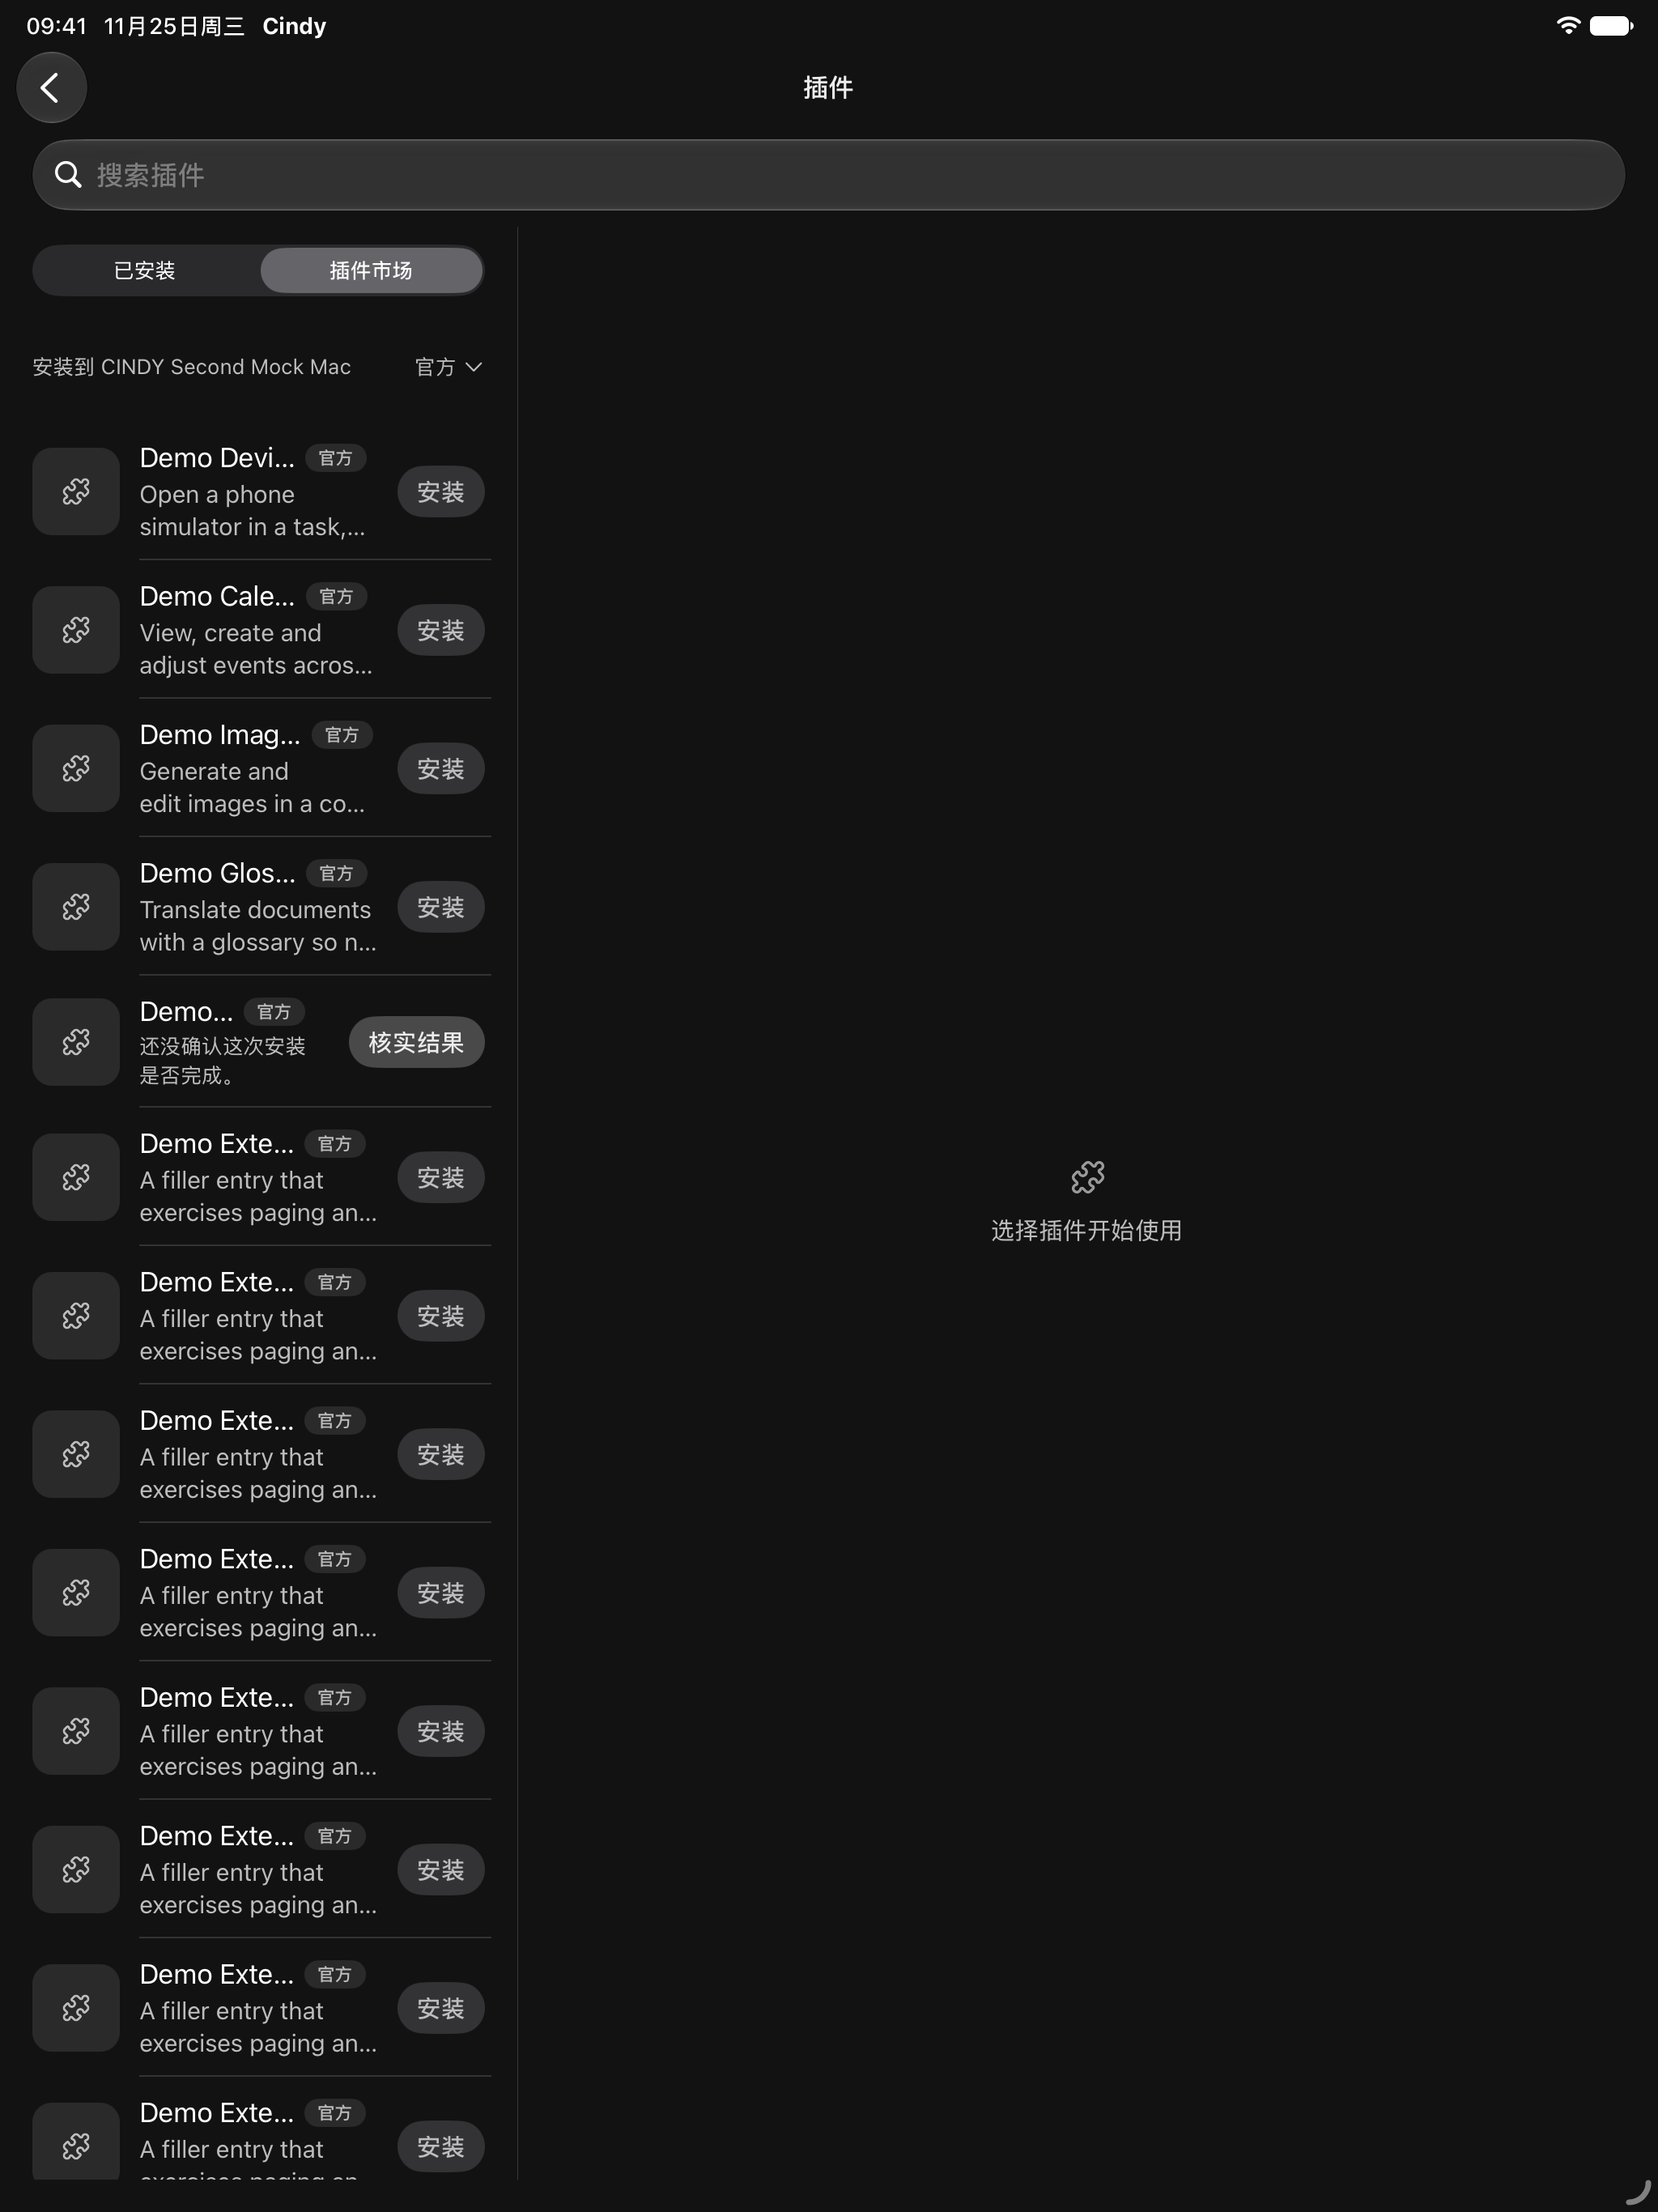 09:41 11月25日周三 Cindy
插件
搜索插件
已安装 插件市场
安装到 CINDY Second Mock Mac 官方
Demo Devi... 官方
Open a phone
simulator in a task,...
安装
Demo Cale... 官方
View, create and
adjust events acros...
安装
Demo Imag... 官方
Generate and
edit images in a co...
安装
Demo Glos... 官方
Translate documents
with a glossary so n...
安装
Demo... 官方
还没确认这次安装
是否完成。
核实结果
Demo Exte... 官方
A filler entry that
exercises paging an...
安装
Demo Exte... 官方
A filler entry that
exercises paging an...
安装
Demo Exte... 官方
A filler entry that
exercises paging an...
安装
Demo Exte... 官方
A filler entry that
exercises paging an...
安装
Demo Exte... 官方
A filler entry that
exercises paging an...
安装
Demo Exte... 官方
A filler entry that
exercises paging an...
安装
Demo Exte... 官方
A filler entry that
exercises paging an...
安装
Demo Exte... 官方
A filler entry that
安装
选择插件开始使用